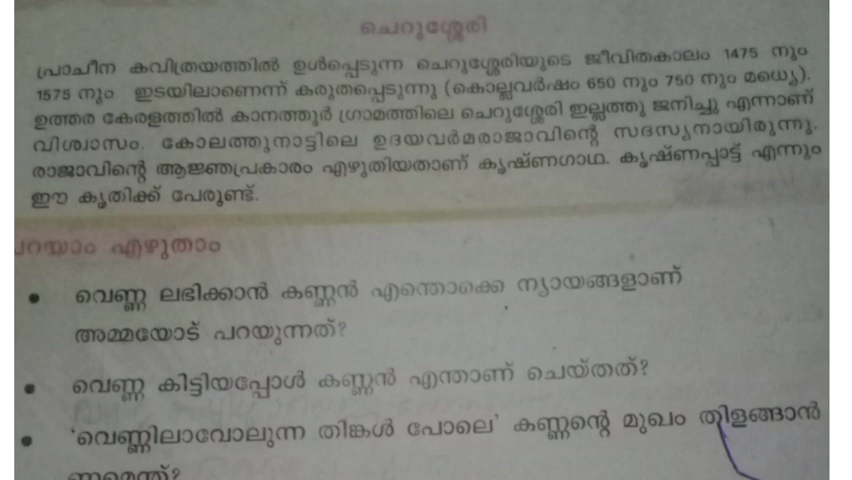 ചെറുശ്ശേരി
പ്രാചീന കവിത്രയത്തിൽ ഉൾപ്പെടുന്ന ചെറുശ്ശേരിയുടെ ജീവിതകാലം 1475 നും
1575 നും ഇടയിലാണെന്ന് കരുതപ്പെടുന്നു (കൊല്ലവർഷം 650 നും 750 നും മധ്യേ).
ഉത്തര കേരളത്തിൽ കാനത്തൂർ ഗ്രാമത്തിലെ ചെറുശ്ശേരി ഇല്ലത്തു ജനിച്ചു എന്നാണ്
വിശ്വാസം. കോലത്തുനാട്ടിലെ ഉദയവർമരാജാവിന്റെ സദസ്യനായിരുന്നു.
രാജാവിന്റെ ആജ്ഞപ്രകാരം എഴുതിയതാണ് കൃഷ്ണഗാഥ. കൃഷ്ണപ്പാട്ട് എന്നും
ഈ കൃതിക്ക് പേരുണ്ട്.
പറയാം എഴുതാം
• വെണ്ണ ലഭിക്കാൻ കണ്ണൻ എന്തൊക്കെ ന്യായങ്ങളാണ്
അമ്മയോട് പറയുന്നത്?
• വെണ്ണ കിട്ടിയപ്പോൾ കണ്ണൻ എന്താണ് ചെയ്തത്?
• 'വെണ്ണിലാവോലുന്ന തിങ്കൾ പോലെ' കണ്ണന്റെ മുഖം തിളങ്ങാൻ